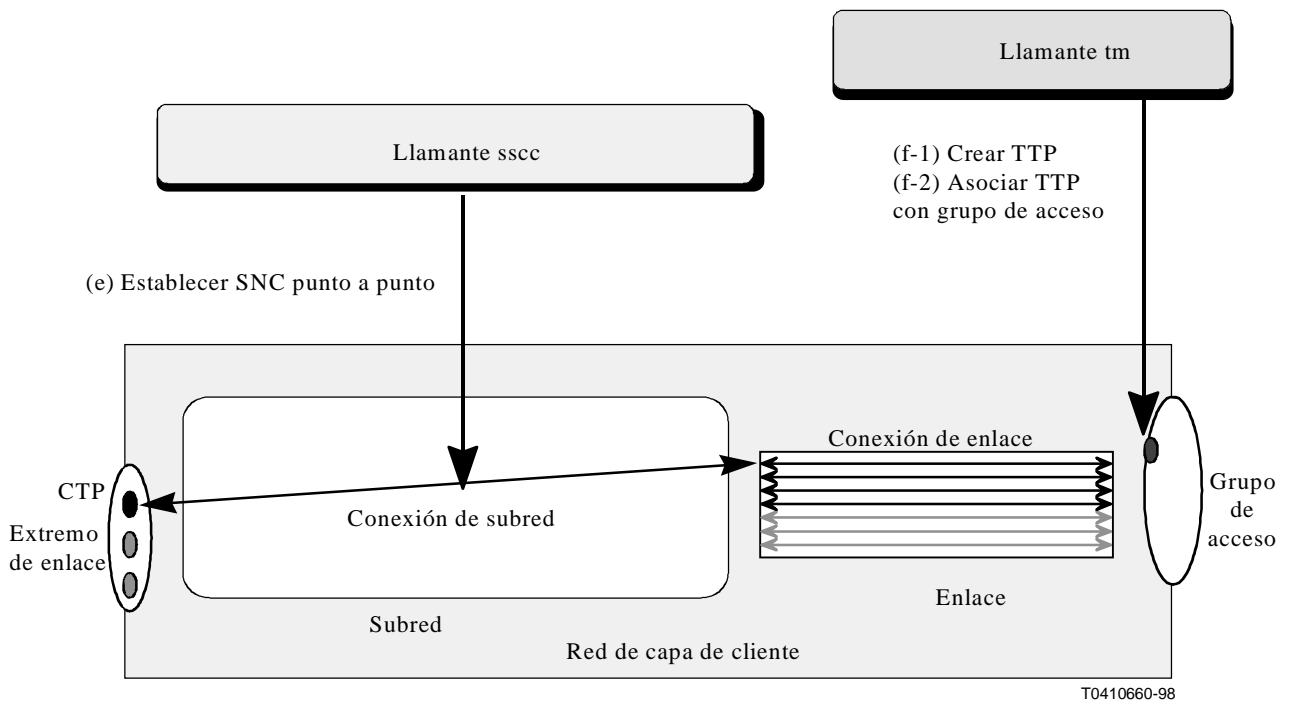 Llamante tm
Llamante sscc
(f-1) Crear TTP
(f-2) Asociar TTP
con grupo de acceso
(e) Establecer SNC punto a punto
Conexión de enlace
CTP
Conexión de subred
Extremo
de enlace
Grupo
de
acceso
Enlace
Subred
Red de capa de cliente
T0410660-98